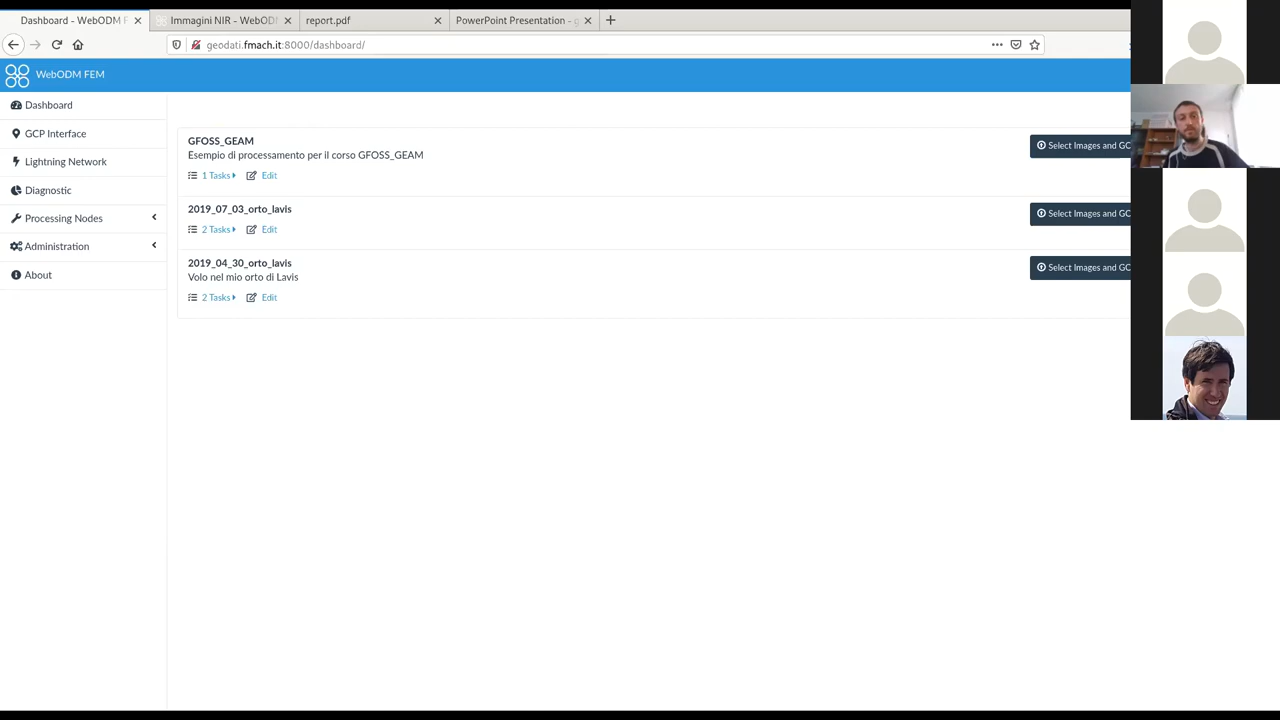 Dashboard - WebODM F
Immagini NIR - WebODM
report.pdf
PowerPoint Presentation - g
geodati.fmach.it:8000/dashboard/
WebODM FEM
Dashboard
GCP Interface
Lightning Network
Diagnostic
Processing Nodes
Administration
About
GFOSS_GEAM
Esempio di processamento per il corso GFOSS_GEAM
1 Tasks
Edit
Select Images and GC
2019_07_03_orto_lavis
2 Tasks
Edit
Select Images and GC
2019_04_30_orto_lavis
Volo nel mio orto di Lavis
2 Tasks
Edit
Select Images and GC